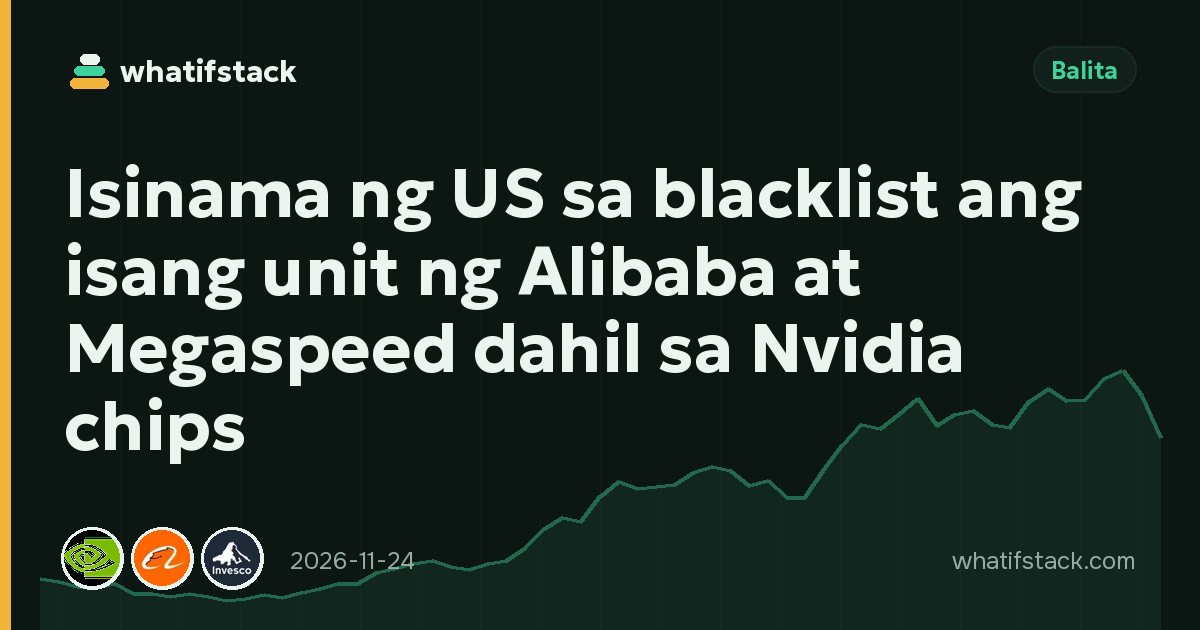 whatifstack
Balita
Isinama ng US sa blacklist ang
isang unit ng Alibaba at
Megaspeed dahil sa Nvidia
chips
Invesco
2026-11-24
whatifstack.com